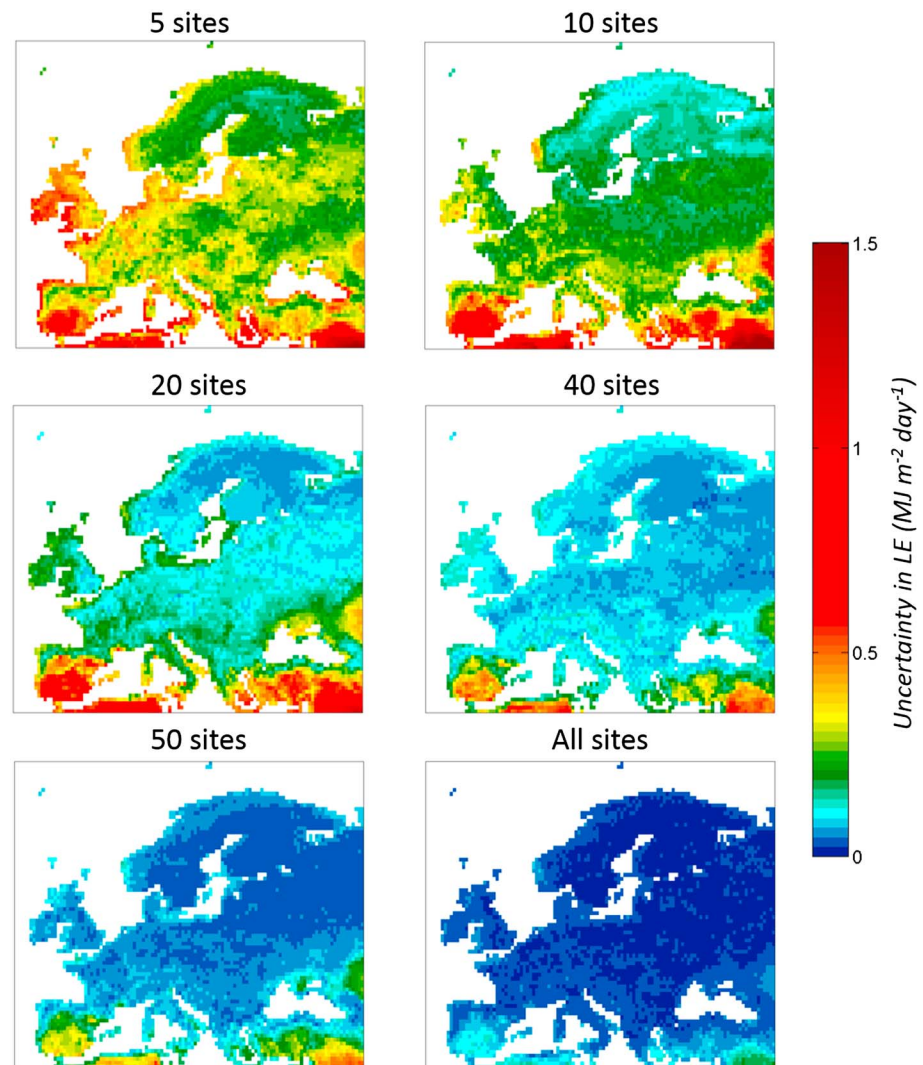 5 sites
10 sites
20 sites
40 sites
50 sites
All sites
1.5
1
0.5
0
Uncertainty in LE (MJ m⁻² day⁻¹)